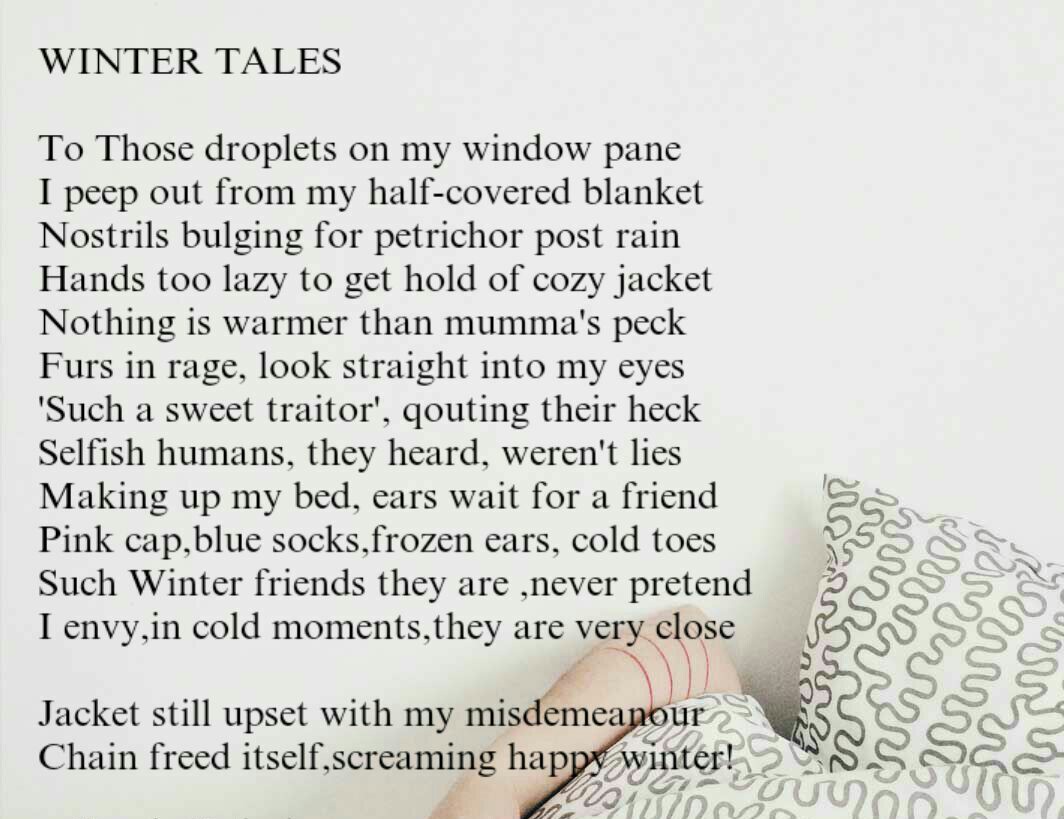 WINTER TALES
To Those droplets on my window pane
I peep out from my half-covered blanket
Nostrils bulging for petrichor post rain
Hands too lazy to get hold of cozy jacket
Nothing is warmer than mumma's peck
Furs in rage, look straight into my eyes
'Such a sweet traitor', qouting their heck
Selfish humans, they heard, weren't lies
Making up my bed, ears wait for a friend
Pink cap,blue socks,frozen ears, cold toes
Such Winter friends they are ,never pretend
I envy,in cold moments,they are very close
Jacket still upset with my misdemeanour
Chain freed itself,screaming happy winter!